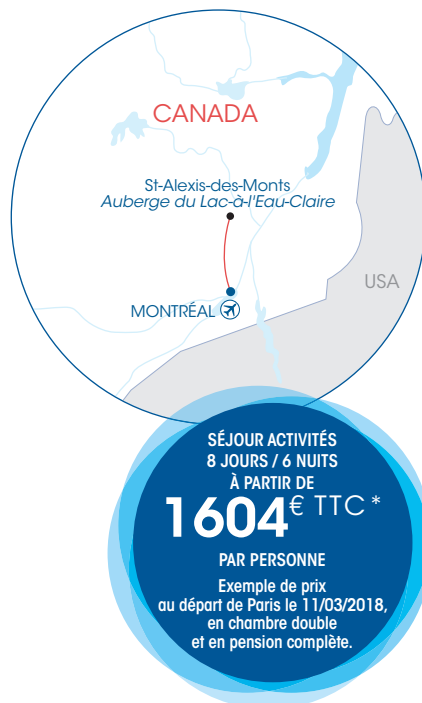 CANADA
St-Alexis-des-Monts
Auberge du Lac-à-l'Eau-Claire
USA
MONTRÉAL
SÉJOUR ACTIVITÉS
8 JOURS / 6 NUITS
À PARTIR DE
1604€ TTC*
PAR PERSONNE
Exemple de prix
au départ de Paris le 11/03/2018,
en chambre double
et en pension complète.